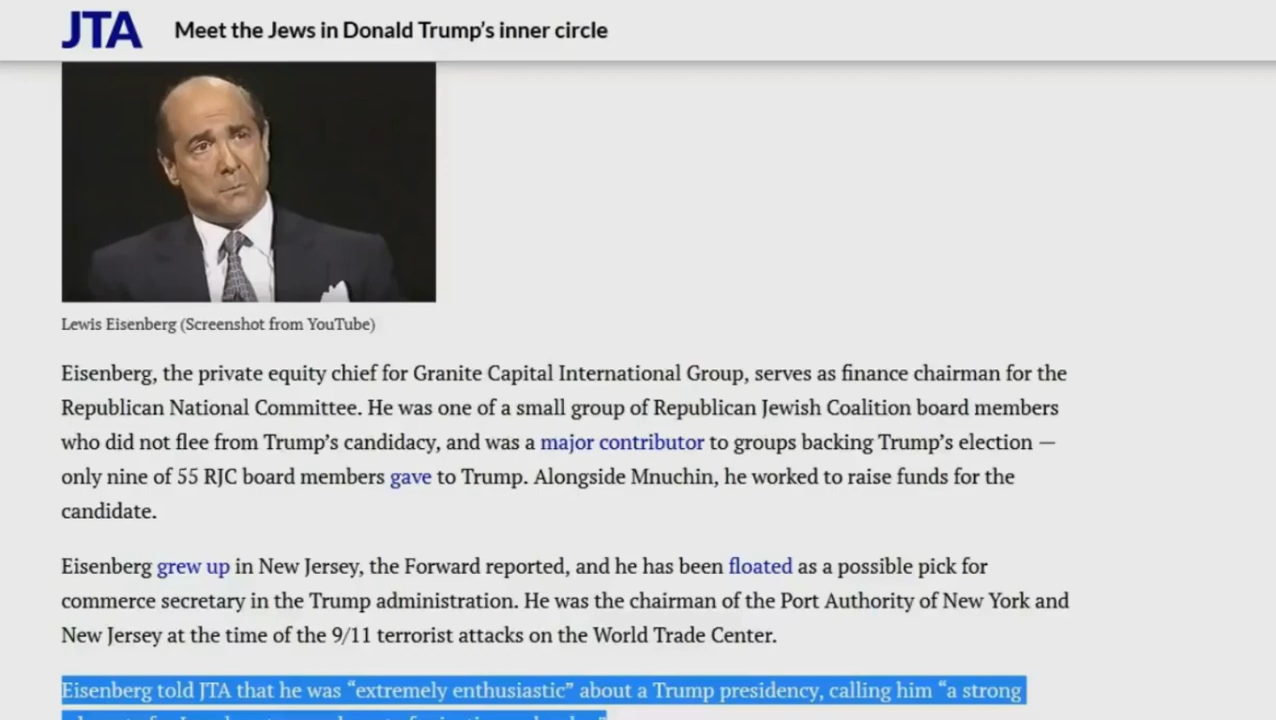 JTA Meet the Jews in Donald Trump’s inner circle
Lewis Eisenberg (Screenshot from YouTube)
Eisenberg, the private equity chief for Granite Capital International Group, serves as finance chairman for the
Republican National Committee. He was one of a small group of Republican Jewish Coalition board members
who did not flee from Trump’s candidacy, and was a major contributor to groups backing Trump’s election —
only nine of 55 RJC board members gave to Trump. Alongside Mnuchin, he worked to raise funds for the
candidate.
Eisenberg grew up in New Jersey, the Forward reported, and he has been floated as a possible pick for
commerce secretary in the Trump administration. He was the chairman of the Port Authority of New York and
New Jersey at the time of the 9/11 terrorist attacks on the World Trade Center.
Eisenberg told JTA that he was “extremely enthusiastic” about a Trump presidency, calling him “a strong